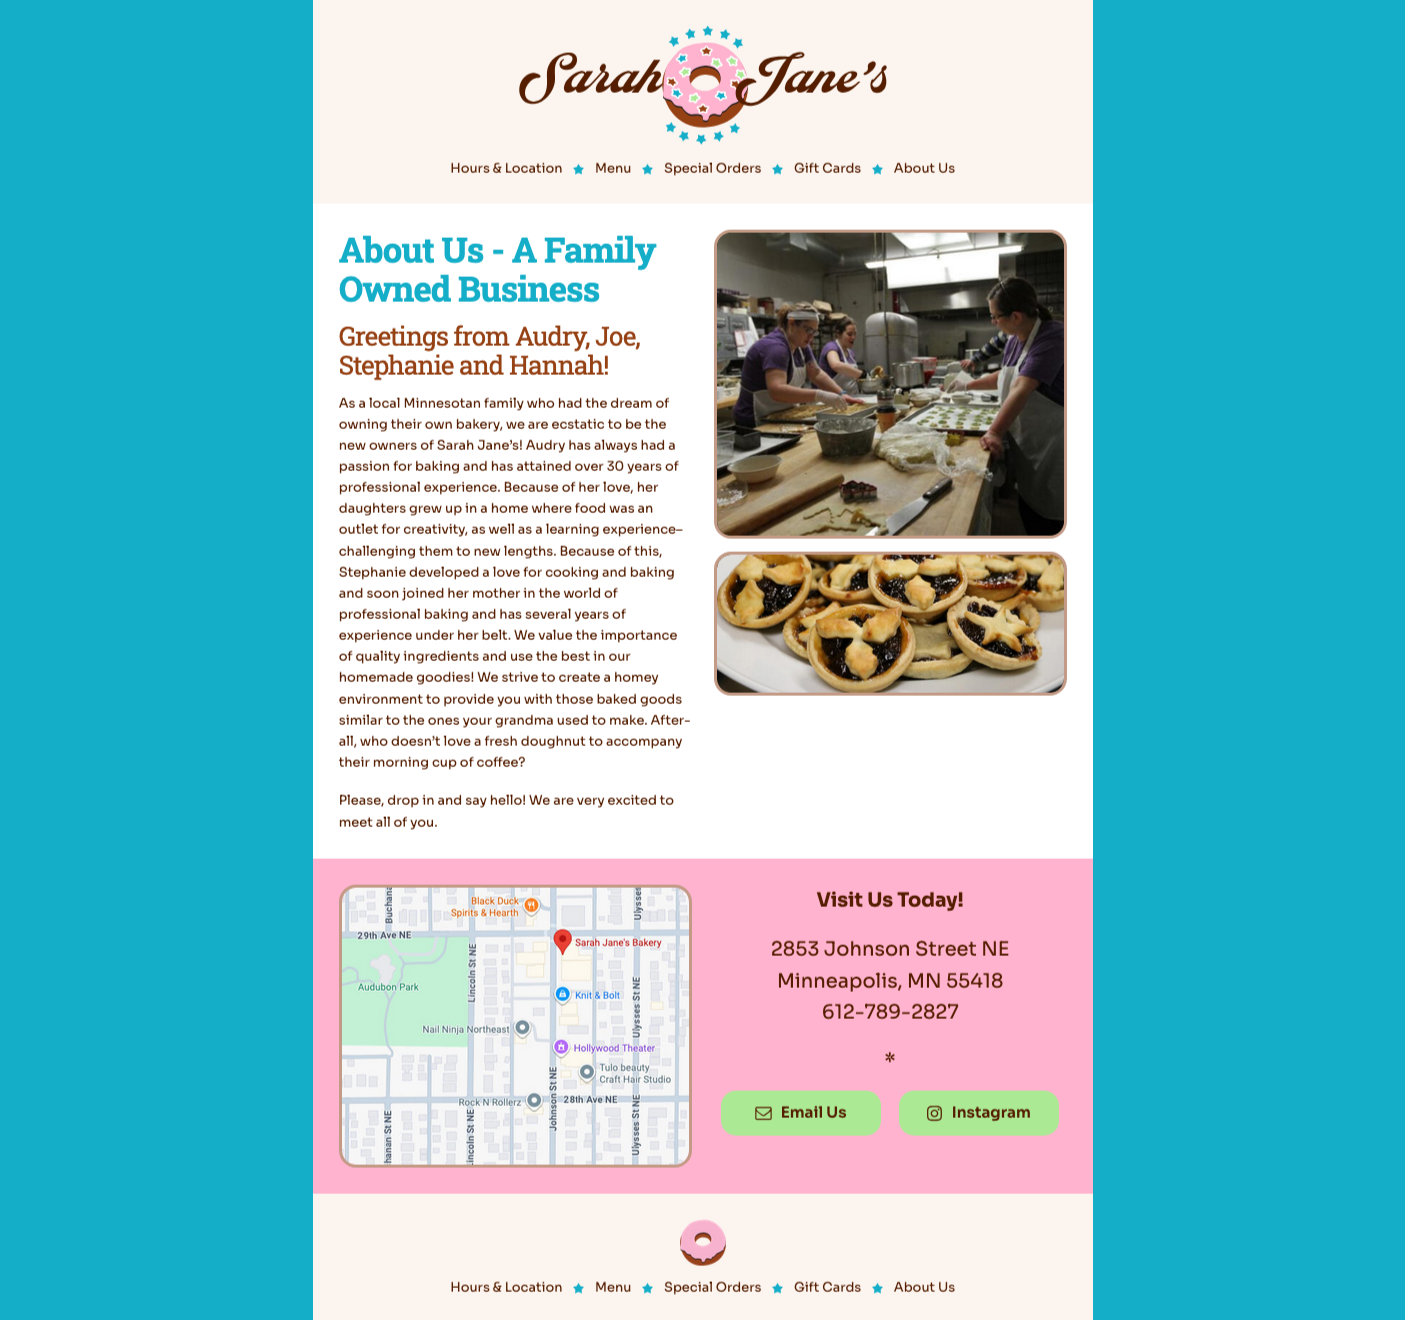 Sarah Jane's
Hours & Location Menu Special Orders Gift Cards About Us
About Us - A Family
Owned Business
Greetings from Audry, Joe,
Stephanie and Hannah!
As a local Minnesotan family who had the dream of
owning their own bakery, we are ecstatic to be the
new owners of Sarah Jane’s! Audry has always had a
passion for baking and has attained over 30 years of
professional experience. Because of her love, her
daughters grew up in a home where food was an
outlet for creativity, as well as a learning experience–
challenging them to new lengths. Because of this,
Stephanie developed a love for cooking and baking
and soon joined her mother in the world of
professional baking and has several years of
experience under her belt. We value the importance
of quality ingredients and use the best in our
homemade goodies! We strive to create a homey
environment to provide you with those baked goods
similar to the ones your grandma used to make. After-
all, who doesn’t love a fresh doughnut to accompany
their morning cup of coffee?
Please, drop in and say hello! We are very excited to
meet all of you.
Black Duck
Spirits & Hearth
Buchana
Ulysses
29th Ave NE
Sarah Jane's Bakery
Lincoln St NE
Audubon Park
Knit & Bolt
Ulysses St NE
Nail Ninja Northeast
Hollywood Theater
Tulo beauty
Craft Hair Studio
Johnson St NE
Rock N Rollerz
28th Ave NE
hanan St NE
Lincoln St NE
Ulysses St NE
Visit Us Today!
2853 Johnson Street NE
Minneapolis, MN 55418
612-789-2827
*
Email Us
Instagram
Hours & Location Menu Special Orders Gift Cards About Us